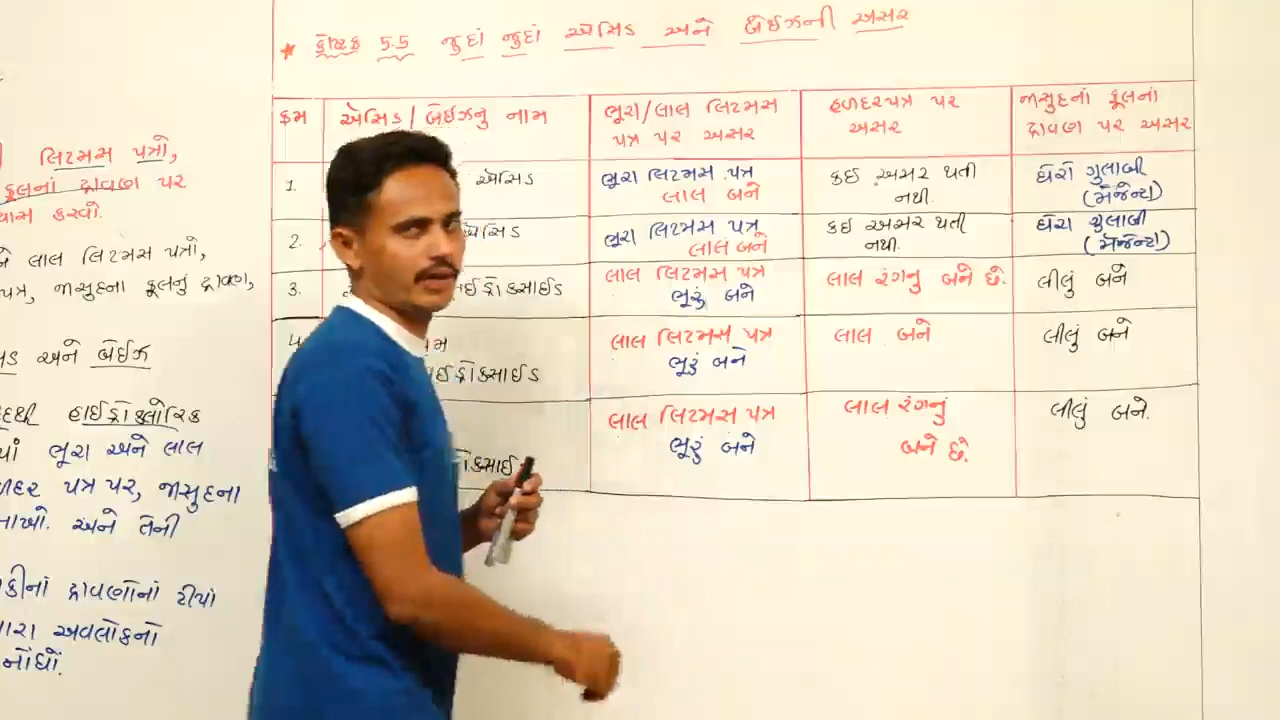 * કોષ્ટક 5.5 જુદાં જુદાં એસિડ અને બેઈઝની અસર
લિટમસ પત્રો,
ફૂલનાં દ્રાવણ પર
કરવો.
લાલ લિટમસ પત્રો,
જાસુદના ફૂલનું દ્રાવણ,
અને બેઈઝ
હાઈડ્રોક્લોરિક
ભૂરા અને લાલ
પત્ર પર, જાસુદના
અને તેની
દ્રાવણોનાં ટીપાં
અવલોકનો
નોંધો.
ક્રમ
એસિડ / બેઈઝનુ નામ
ભૂરા/લાલ લિટમસ
પત્ર પર અસર
હળદરપત્ર પર
અસર
જાસુદનાં ફૂલનાં
દ્રાવણ પર અસર
1.
એસિડ
ભૂરા લિટમસ પત્ર
લાલ બને
કઈ અસર થતી
નથી.
ઘેરો ગુલાબી
(મેજેન્ટા)
2.
એસિડ
ભૂરા લિટમસ પત્ર
લાલ બને
કઈ અસર થતી
નથી.
ઘેરા ગુલાબી
(મેજેન્ટા)
3.
લાલ લિટમસ પત્ર
ભૂરું બને
લાલ રંગનુ બને છે.
લીલું બને
લાલ લિટમસ પત્ર
ભૂરું બને
લાલ બને
લીલું બને
લાલ લિટમસ પત્ર
ભૂરું બને
લાલ રંગનું
બને છે.
લીલું બને.